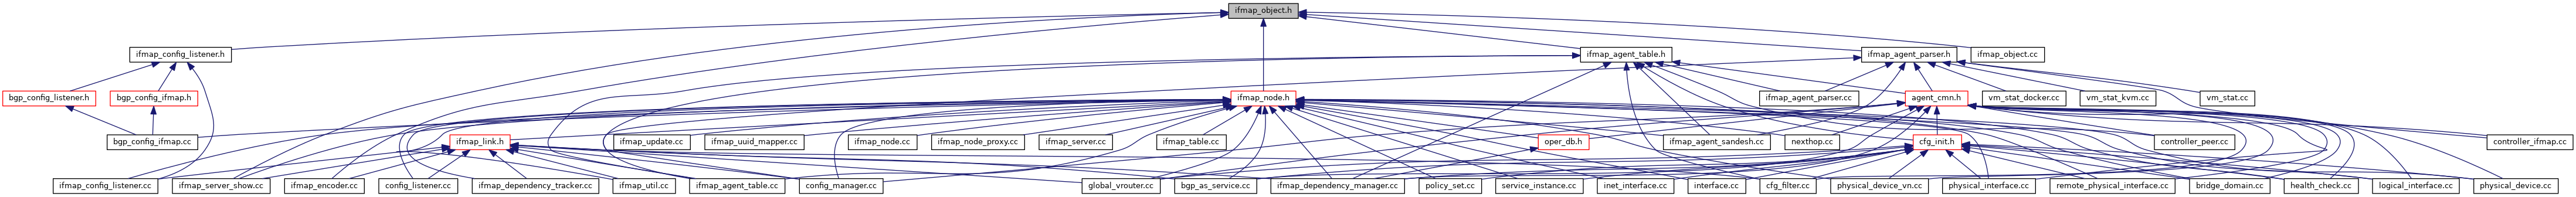 ifmap_object.h
ifmap_config_listener.h
ifmap_agent_table.h
ifmap_agent_parser.h
ifmap_object.cc
bgp_config_listener.h
bgp_config_ifmap.h
ifmap_node.h
ifmap_agent_parser.cc
agent_cmn.h
vm_stat_docker.cc
vm_stat_kvm.cc
vm_stat.cc
bgp_config_ifmap.cc
ifmap_link.h
ifmap_update.cc
ifmap_uuid_mapper.cc
ifmap_node.cc
ifmap_node_proxy.cc
ifmap_server.cc
ifmap_table.cc
oper_db.h
ifmap_agent_sandesh.cc
nexthop.cc
cfg_init.h
controller_peer.cc
controller_ifmap.cc
ifmap_config_listener.cc
ifmap_server_show.cc
ifmap_encoder.cc
config_listener.cc
ifmap_dependency_tracker.cc
ifmap_util.cc
ifmap_agent_table.cc
config_manager.cc
global_vrouter.cc
bgp_as_service.cc
ifmap_dependency_manager.cc
policy_set.cc
service_instance.cc
inet_interface.cc
interface.cc
cfg_filter.cc
physical_device_vn.cc
physical_interface.cc
remote_physical_interface.cc
bridge_domain.cc
health_check.cc
logical_interface.cc
physical_device.cc